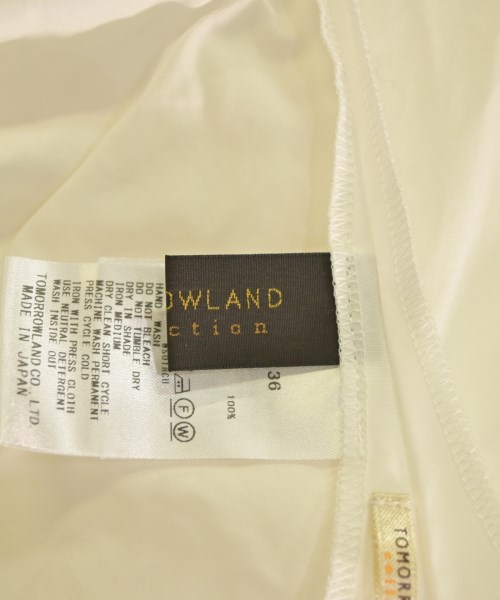 OWLAND
ction
36
100%
HAND WASH
DO NOT BLEACH
DO NOT TUMBLE DRY
DRY IN SHADE
IRON MEDIUM
DRY CLEAN SHORT CYCLE
MACHINE WASH PERMANENT
PRESS CYCLE COLD
IRON WITH PRESS CLOTH
USE NEUTRAL DETERGENT
WASH INSIDE OUT
TOMORROWLAND CO., LTD
MADE IN JAPAN
F
W
TOMORR